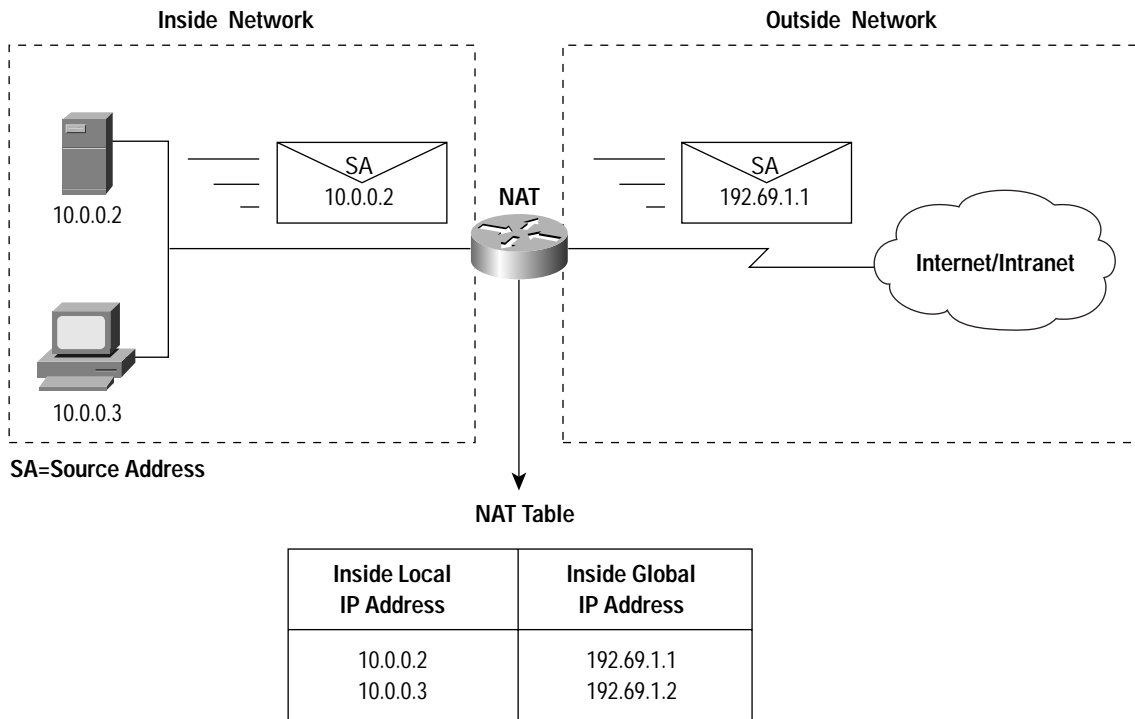 Inside Network
Outside Network
SA
10.0.0.2
SA
192.69.1.1
10.0.0.2
NAT
Internet/Intranet
10.0.0.3
SA=Source Address
NAT Table
Inside Local
IP Address
Inside Global
IP Address
10.0.0.2 192.69.1.1
10.0.0.3 192.69.1.2